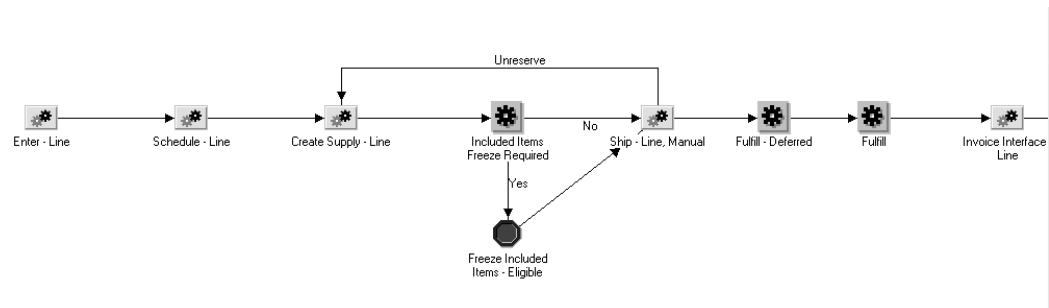 Unreserve
Enter - Line
Schedule - Line
Create Supply - Line
Included Items
Freeze Required
No
Ship - Line, Manual
Fulfill - Deferred
Fulfill
Invoice Interface
Line
Yes
Freeze Included
Items - Eligible